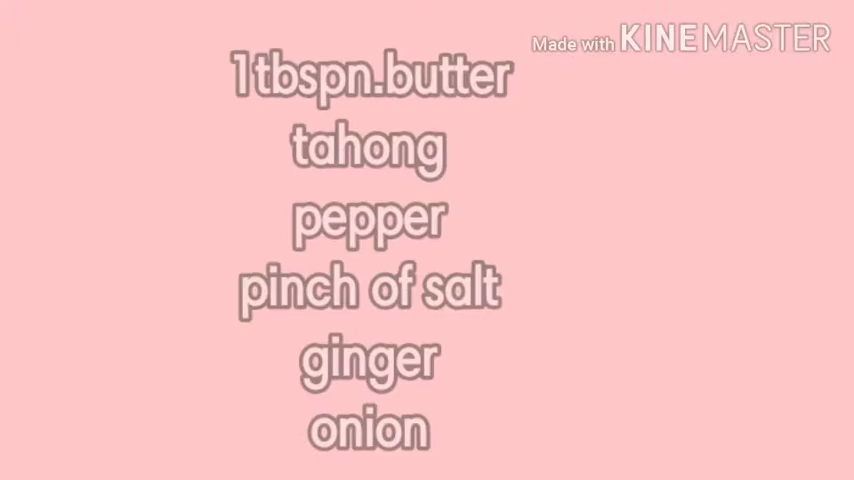 Made with KINEMASTER
1tbspn.butter
tahong
pepper
pinch of salt
ginger
onion